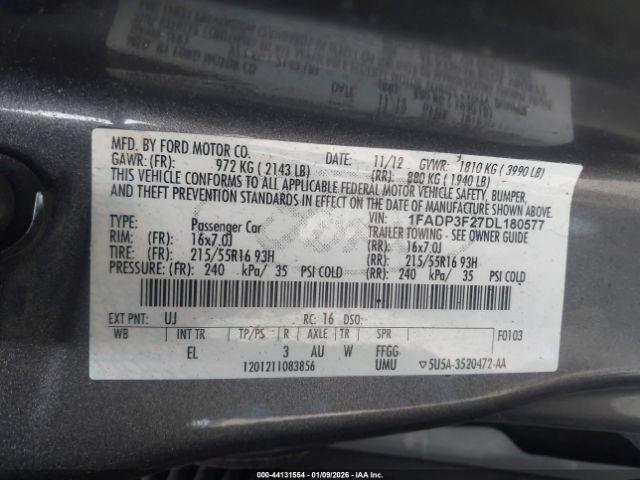 MFD. BY FORD MOTOR CO.
DATE: 11/12 GVWR: 1810 KG ( 3990 LB)
GAWR: (FR): 972 KG ( 2143 LB) (RR): 880 KG ( 1940 LB)
THIS VEHICLE CONFORMS TO ALL APPLICABLE FEDERAL MOTOR VEHICLE SAFETY, BUMPER,
AND THEFT PREVENTION STANDARDS IN EFFECT ON THE DATE OF MANUFACTURE SHOWN ABOVE.
VIN: 1FADP3F27DL180577
TYPE: Passenger Car TRAILER TOWING - SEE OWNER GUIDE
RIM: (FR): 16x7.0J (RR): 16x7.0J
TIRE: (FR): 215/55R16 93H (RR): 215/55R16 93H
PRESSURE: (FR): 240 kPa/ 35 PSI COLD (RR): 240 kPa/ 35 PSI COLD
EXT PNT: UJ RC: 16 DSO: F0103
WB INT TR TP/PS R AXLE TR SPR
EL 3 AU W FFGG
1201211083856 UMU ▽5U5A-3520472-AA
000-44131554 | 01/09/2026 | IAA Inc.